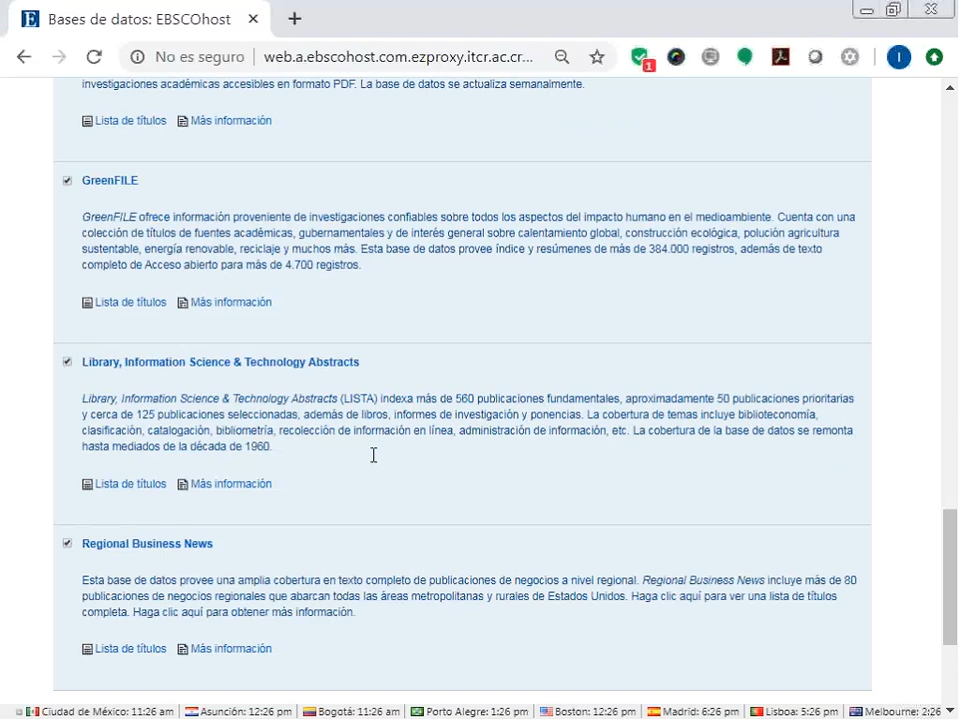 Bases de datos: EBSCOhost
No es seguro web.a.ebscohost.com.ezproxy.itcr.ac.cr...
1
I
investigaciones académicas accesibles en formato PDF. La base de datos se actualiza semanalmente.
Lista de títulos Más información
GreenFILE
GreenFILE ofrece información proveniente de investigaciones confiables sobre todos los aspectos del impacto humano en el medioambiente. Cuenta con una
colección de títulos de fuentes académicas, gubernamentales y de interés general sobre calentamiento global, construcción ecológica, polución agricultura
sustentable, energía renovable, reciclaje y muchos más. Esta base de datos provee índice y resúmenes de más de 384.000 registros, además de texto
completo de Acceso abierto para más de 4.700 registros.
Lista de títulos Más información
Library, Information Science & Technology Abstracts
Library, Information Science & Technology Abstracts (LISTA) indexa más de 560 publicaciones fundamentales, aproximadamente 50 publicaciones prioritarias
y cerca de 125 publicaciones seleccionadas, además de libros, informes de investigación y ponencias. La cobertura de temas incluye biblioteconomía,
clasificación, catalogación, bibliometría, recolección de información en línea, administración de información, etc. La cobertura de la base de datos se remonta
hasta mediados de la década de 1960.
Lista de títulos Más información
Regional Business News
Esta base de datos provee una amplia cobertura en texto completo de publicaciones de negocios a nivel regional. Regional Business News incluye más de 80
publicaciones de negocios regionales que abarcan todas las áreas metropolitanas y rurales de Estados Unidos. Haga clic aquí para ver una lista de títulos
completa. Haga clic aquí para obtener más información.
Lista de títulos Más información
Ciudad de México: 11:26 am Asunción: 12:26 pm Bogotá: 11:26 am Porto Alegre: 1:26 pm Boston: 12:26 pm Madrid: 6:26 pm Lisboa: 5:26 pm Melbourne: 2:26